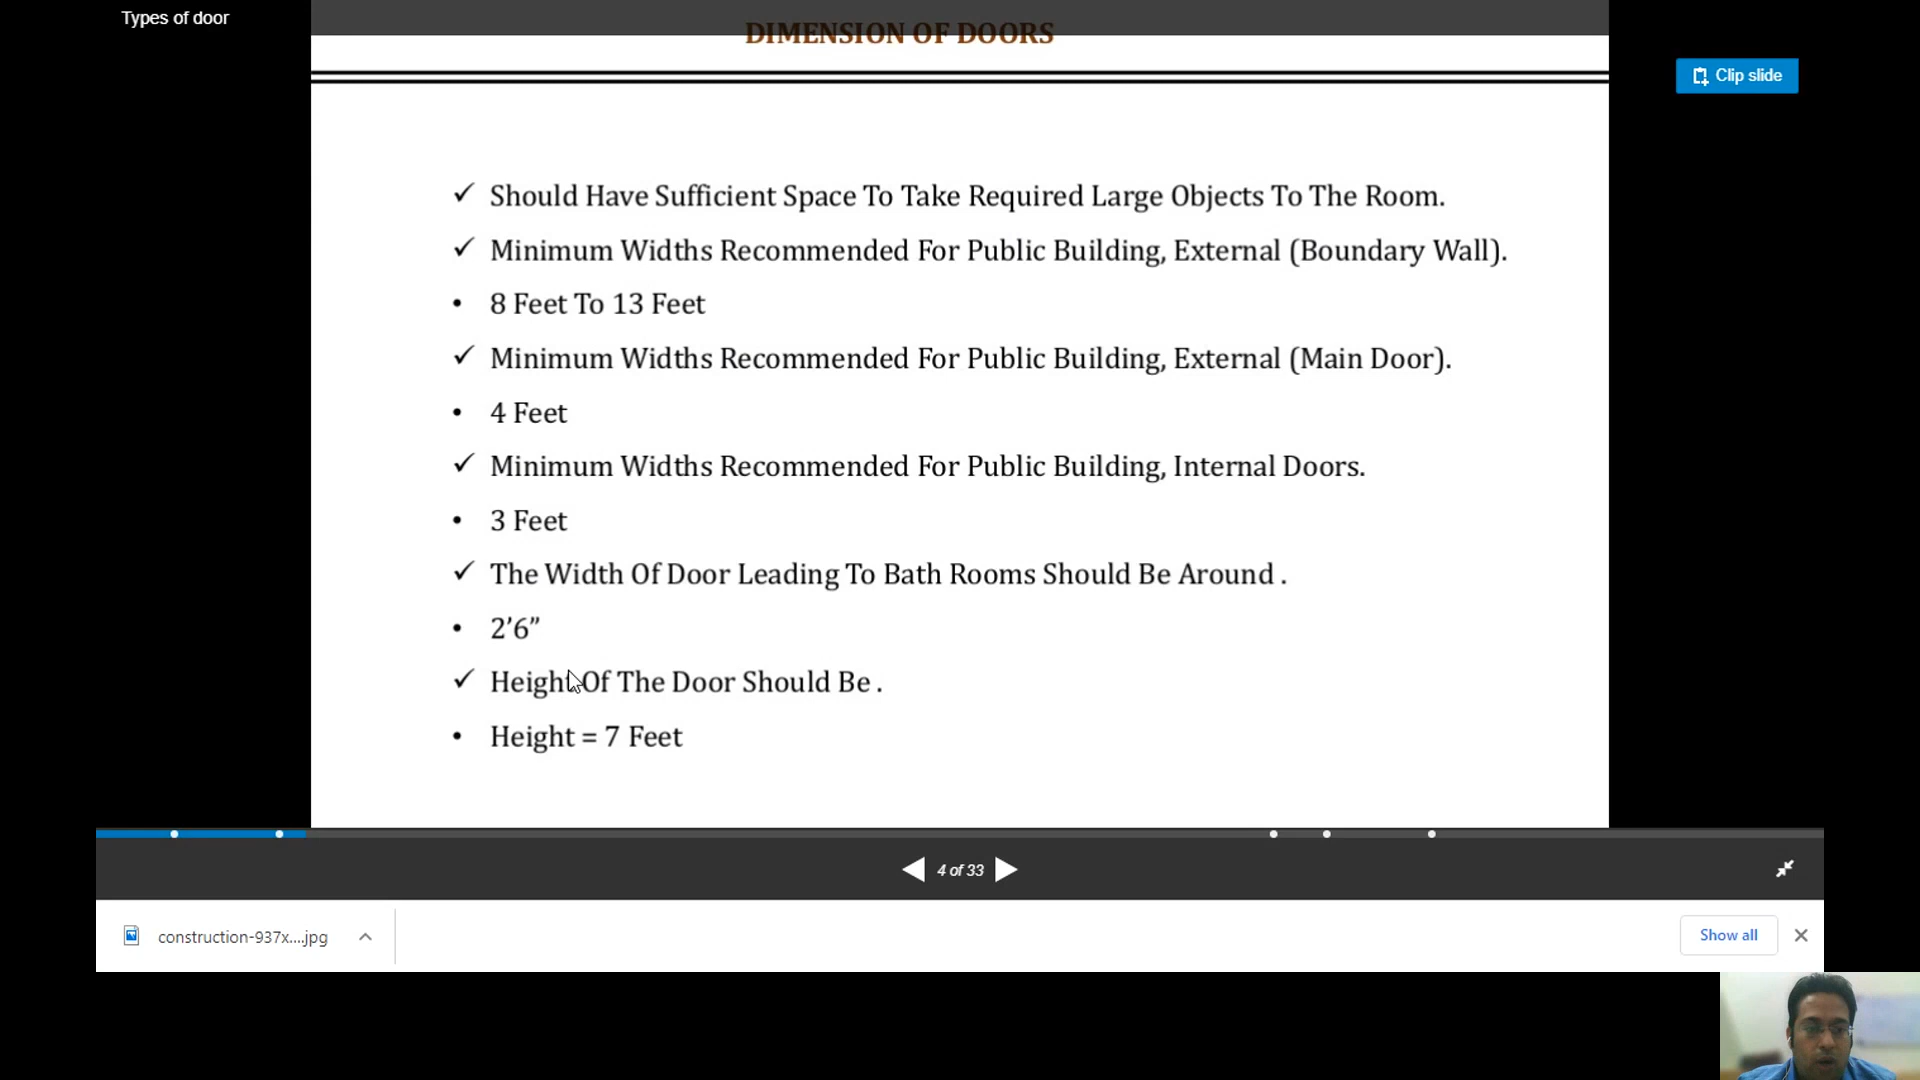 Types of door
DIMENSION OF DOORS
Clip slide
✓ Should Have Sufficient Space To Take Required Large Objects To The Room.
✓ Minimum Widths Recommended For Public Building, External (Boundary Wall).
• 8 Feet To 13 Feet
✓ Minimum Widths Recommended For Public Building, External (Main Door).
• 4 Feet
✓ Minimum Widths Recommended For Public Building, Internal Doors.
• 3 Feet
✓ The Width Of Door Leading To Bath Rooms Should Be Around .
• 2’6”
✓ Height Of The Door Should Be .
• Height = 7 Feet
4 of 33
construction-937x....jpg
Show all